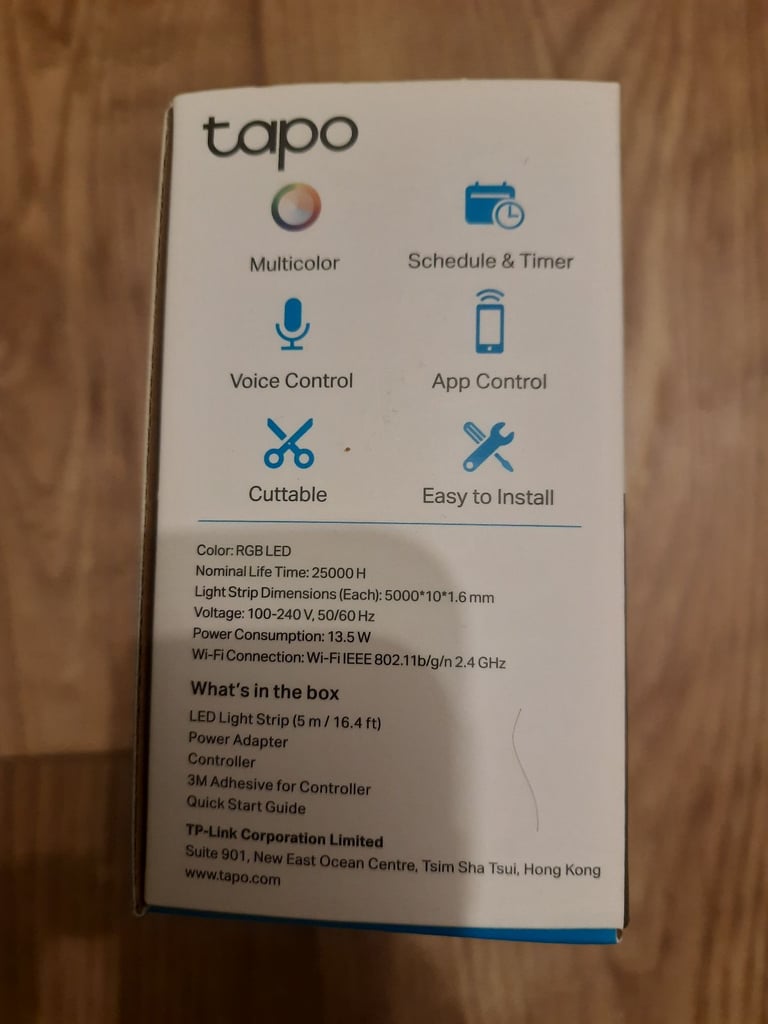 tapo
Multicolor
Schedule & Timer
Voice Control
App Control
Cuttable
Easy to Install
Color: RGB LED
Nominal Life Time: 25000 H
Light Strip Dimensions (Each): 5000*10*1.6 mm
Voltage: 100-240 V, 50/60 Hz
Power Consumption: 13.5 W
Wi-Fi Connection: Wi-Fi IEEE 802.11b/g/n 2.4 GHz
What's in the box
LED Light Strip (5 m / 16.4 ft)
Power Adapter
Controller
3M Adhesive for Controller
Quick Start Guide
TP-Link Corporation Limited
Suite 901, New East Ocean Centre, Tsim Sha Tsui, Hong Kong
www.tapo.com